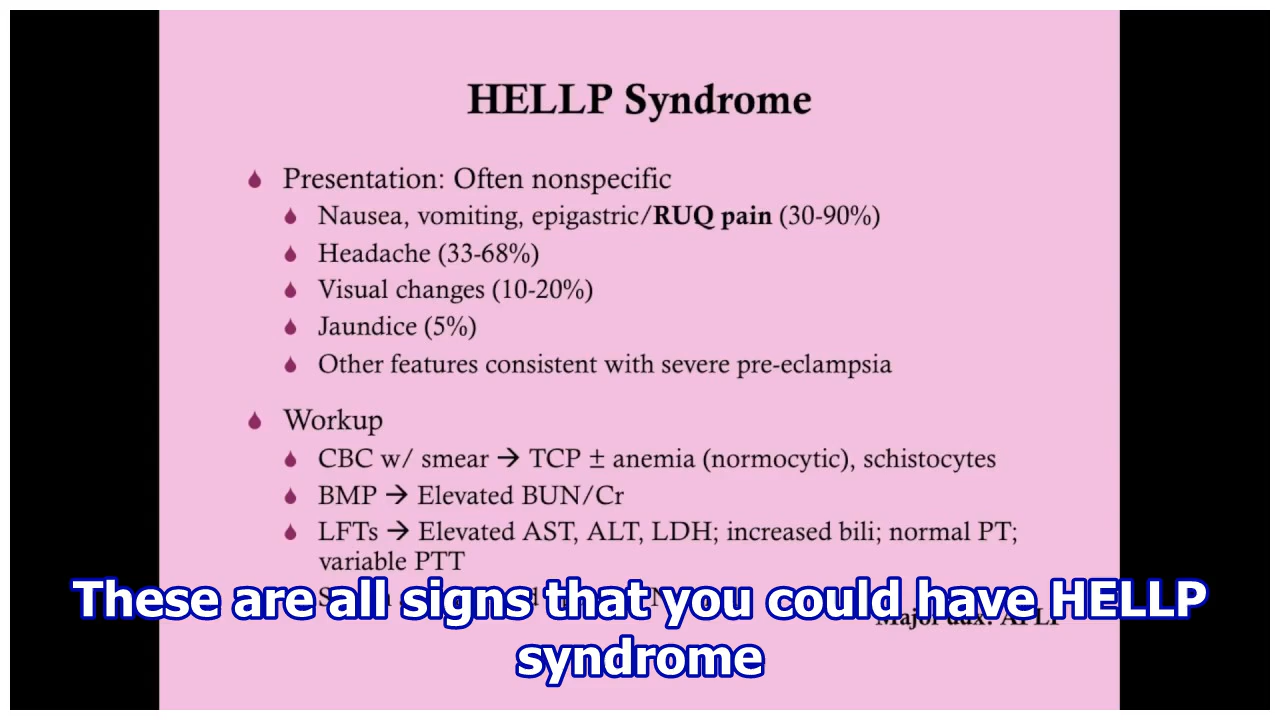 HELLP Syndrome
Presentation: Often nonspecific
Nausea, vomiting, epigastric/RUQ pain (30-90%)
Headache (33-68%)
Visual changes (10-20%)
Jaundice (5%)
Other features consistent with severe pre-eclampsia
Workup
CBC w/ smear → TCP ± anemia (normocytic), schistocytes
BMP → Elevated BUN/Cr
LFTs → Elevated AST, ALT, LDH; increased bili; normal PT;
variable PTT
Major ddx: AFLP
These are all signs that you could have HELLP
syndrome